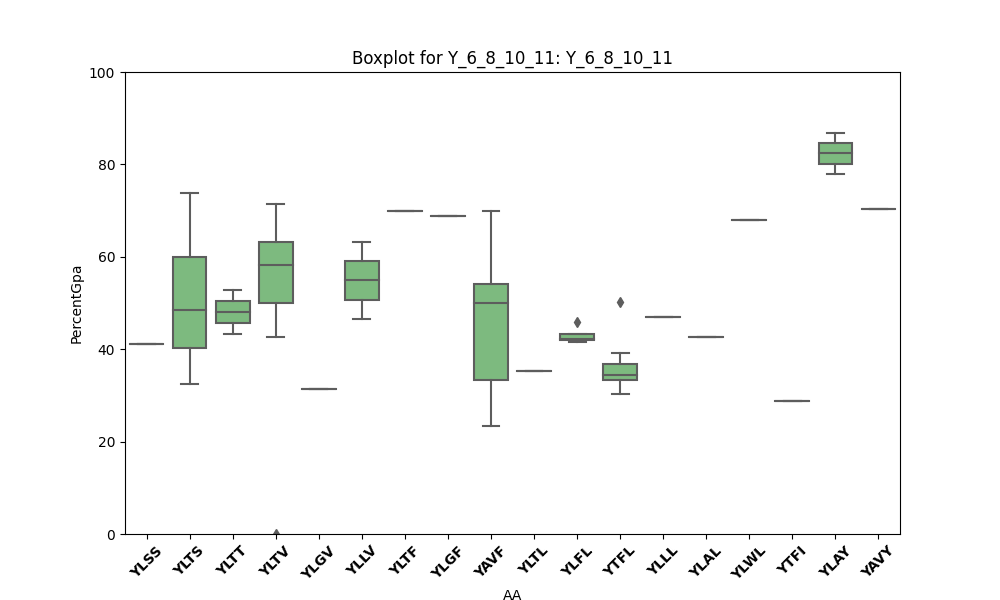 Boxplot for Y_6_8_10_11: Y_6_8_10_11
100
80
60
40
20
0
PercentGpa
YLSS
YLTS
YLTT
YLTV
YLGV
YLLV
YLTF
YLGF
YAVF
YLTL
YLFL
YTFL
YLLL
YLAL
YLWL
YTFI
YLAY
YAVY
AA